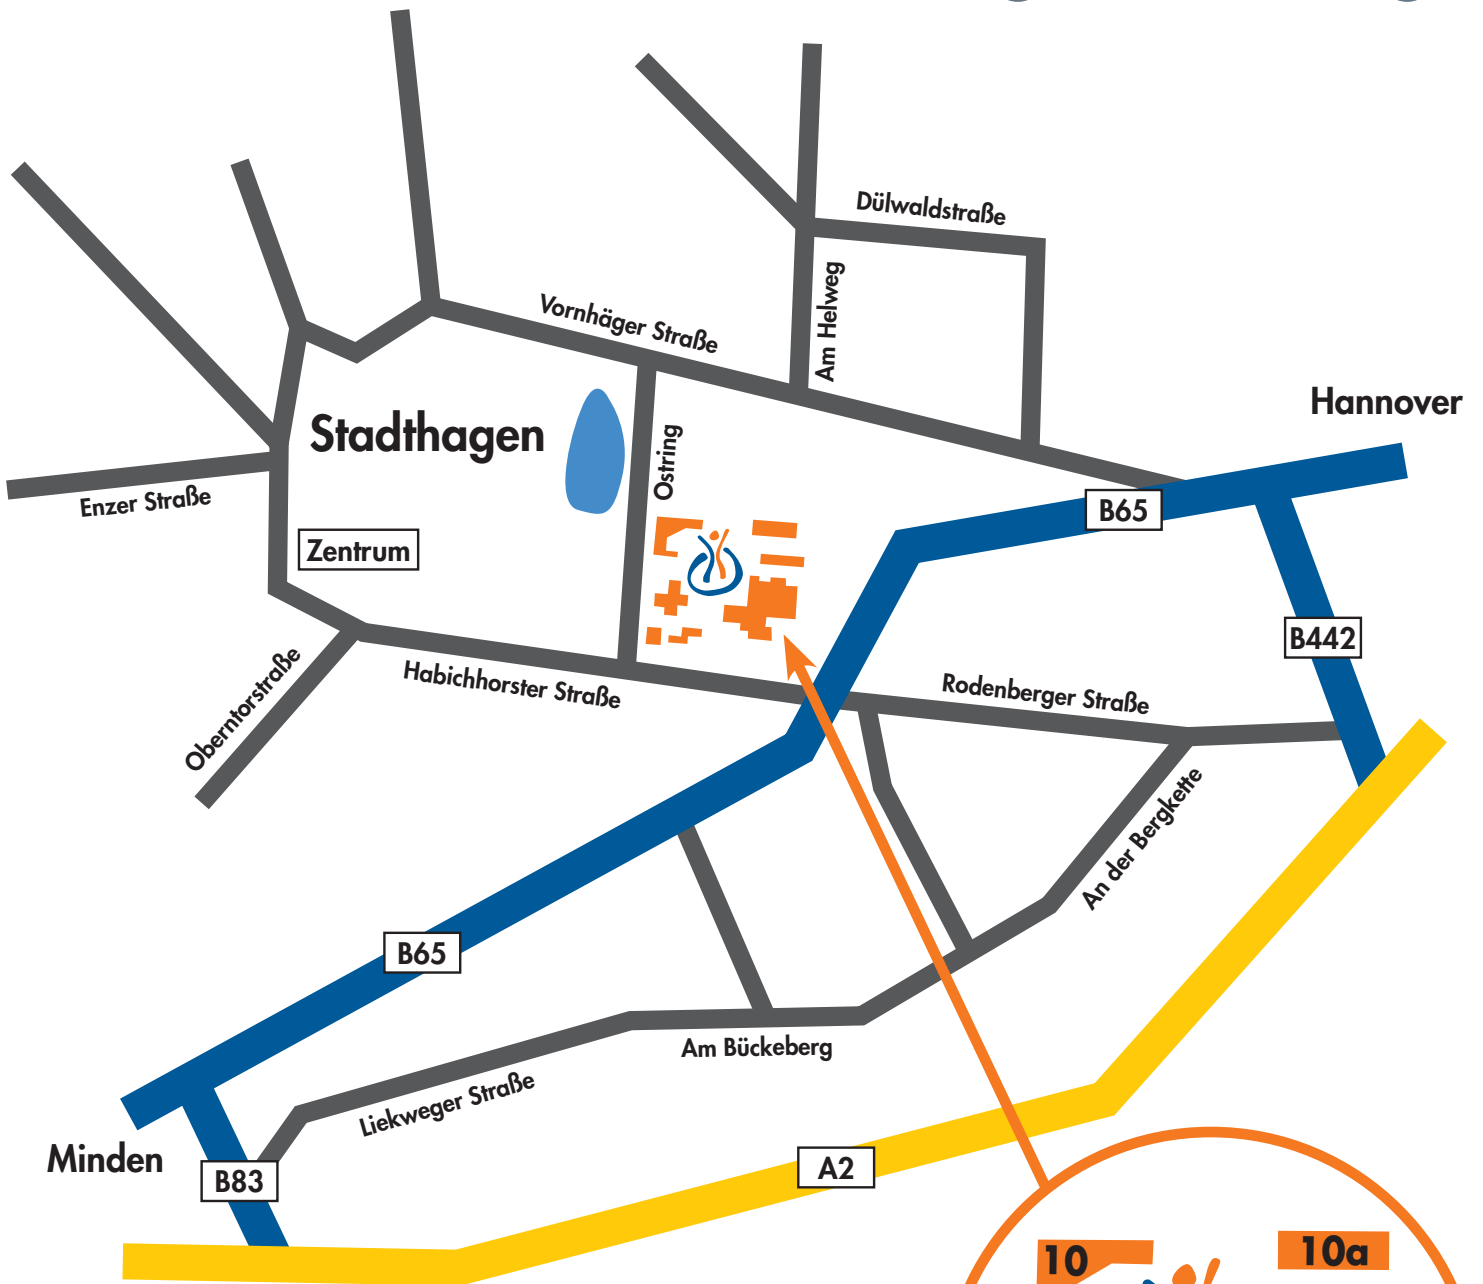 Dülwaldstraße
Vornhäger Straße
Am Helweg
Hannover
Stadthagen
Ostring
Enzer Straße
B65
Zentrum
B442
Oberntorstraße
Habichhorster Straße
Rodenberger Straße
An der Bergkette
B65
Am Bückeberg
Liekweger Straße
Minden
B83
A2
10
10a